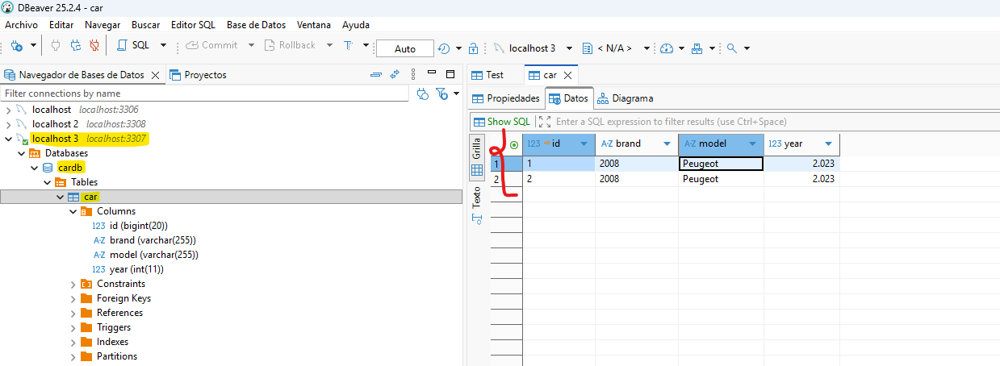 DBeaver 25.2.4 - car
Archivo Editar Navegar Buscar Editor SQL Base de Datos Ventana Ayuda
SQL Commit Rollback T Auto localhost 3 < N/A >
Navegador de Bases de Datos Proyectos
Filter connections by name
localhost localhost:3306
localhost 2 localhost:3308
localhost 3 localhost:3307
Databases
cardb
Tables
car
Columns
123 id (bigint(20))
A-Z brand (varchar(255))
A-Z model (varchar(255))
123 year (int(11))
Constraints
Foreign Keys
References
Triggers
Indexes
Partitions
Test car
Propiedades Datos Diagrama
Show SQL Enter a SQL expression to filter results (use Ctrl+Space)
Grilla
Texto
123 id A-Z brand A-Z model 123 year
1 1 2008 Peugeot 2.023
2 2 2008 Peugeot 2.023